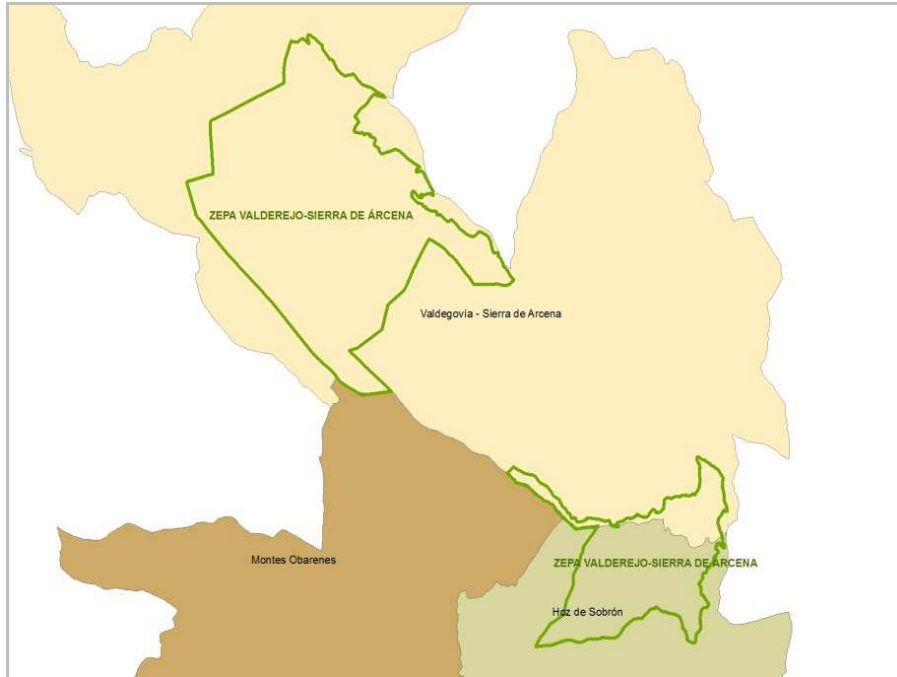 ZEPA VALDEREJO-SIERRA DE ÁRCENA
Valdegovía - Sierra de Arcena
Montes Obarenes
ZEPA VALDEREJO-SIERRA DE ÁRCENA
Hoz de Sobrón